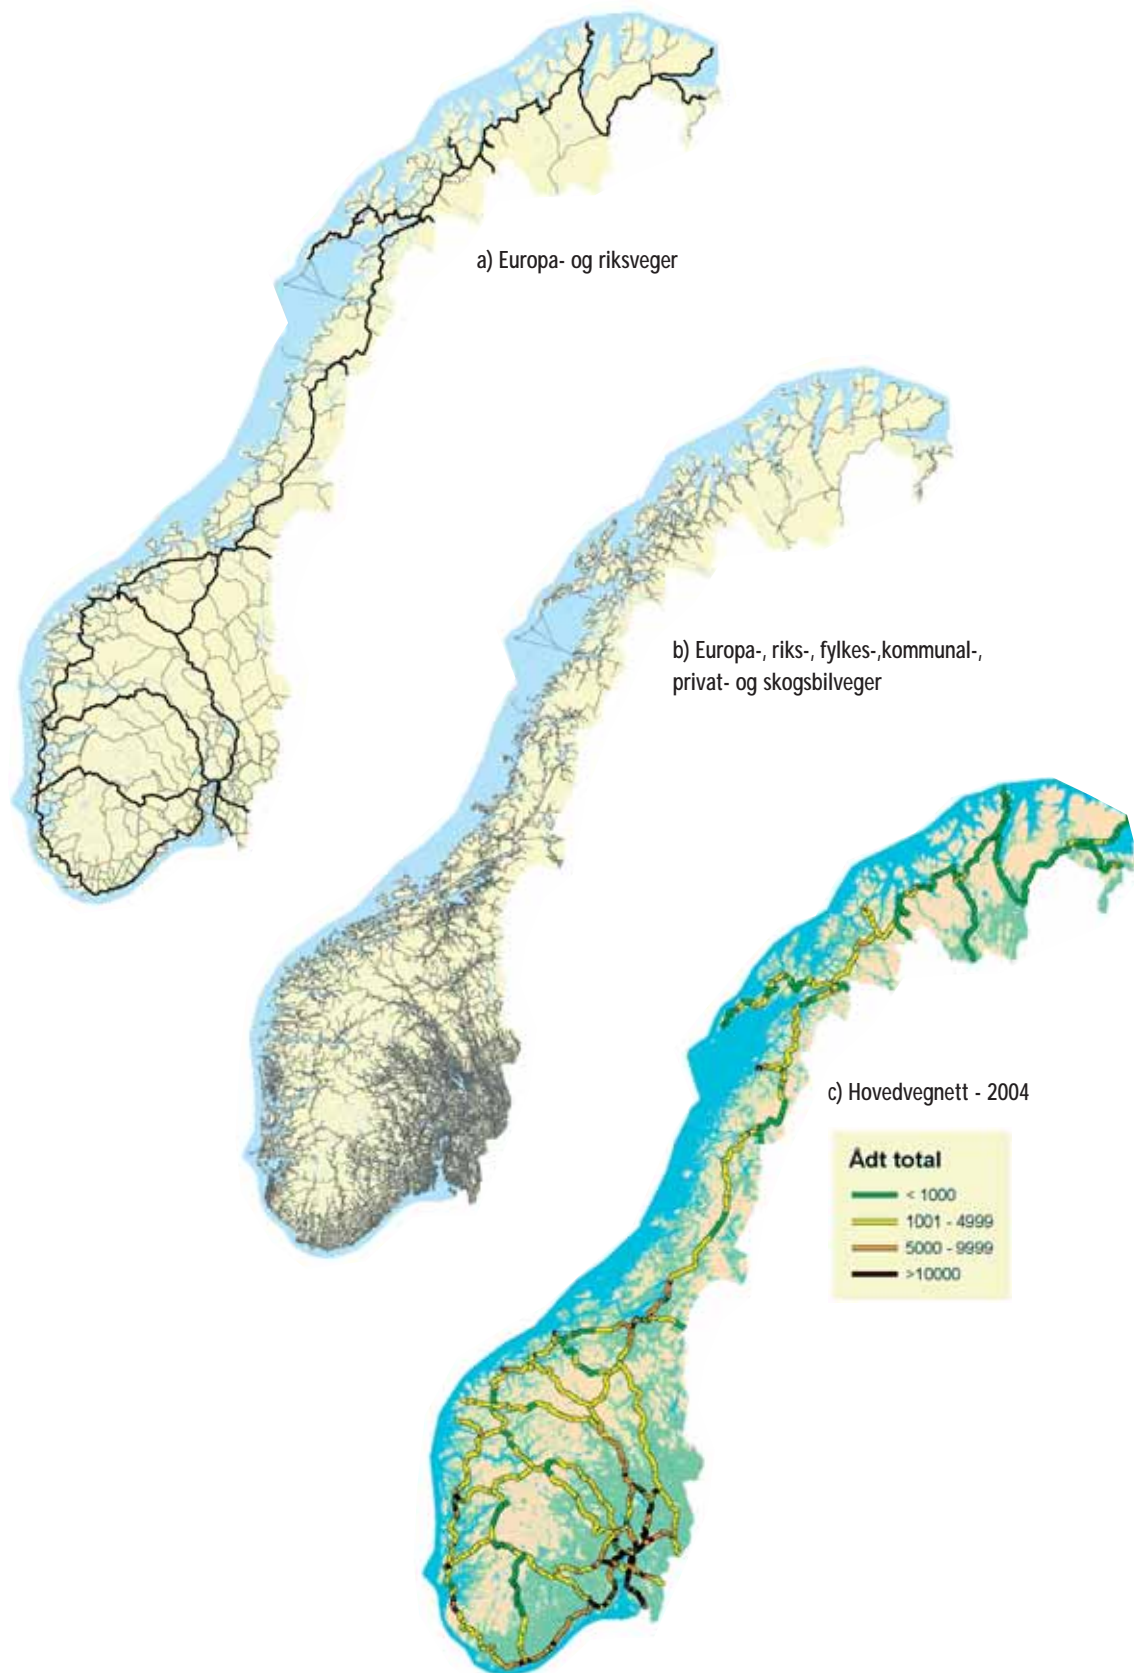 a) Europa- og riksveger
b) Europa-, riks-, fylkes-,kommunal-,
privat- og skogsbilveger
c) Hovedvegnett - 2004
Ådt total
< 1000
1001 - 4999
5000 - 9999
>10000